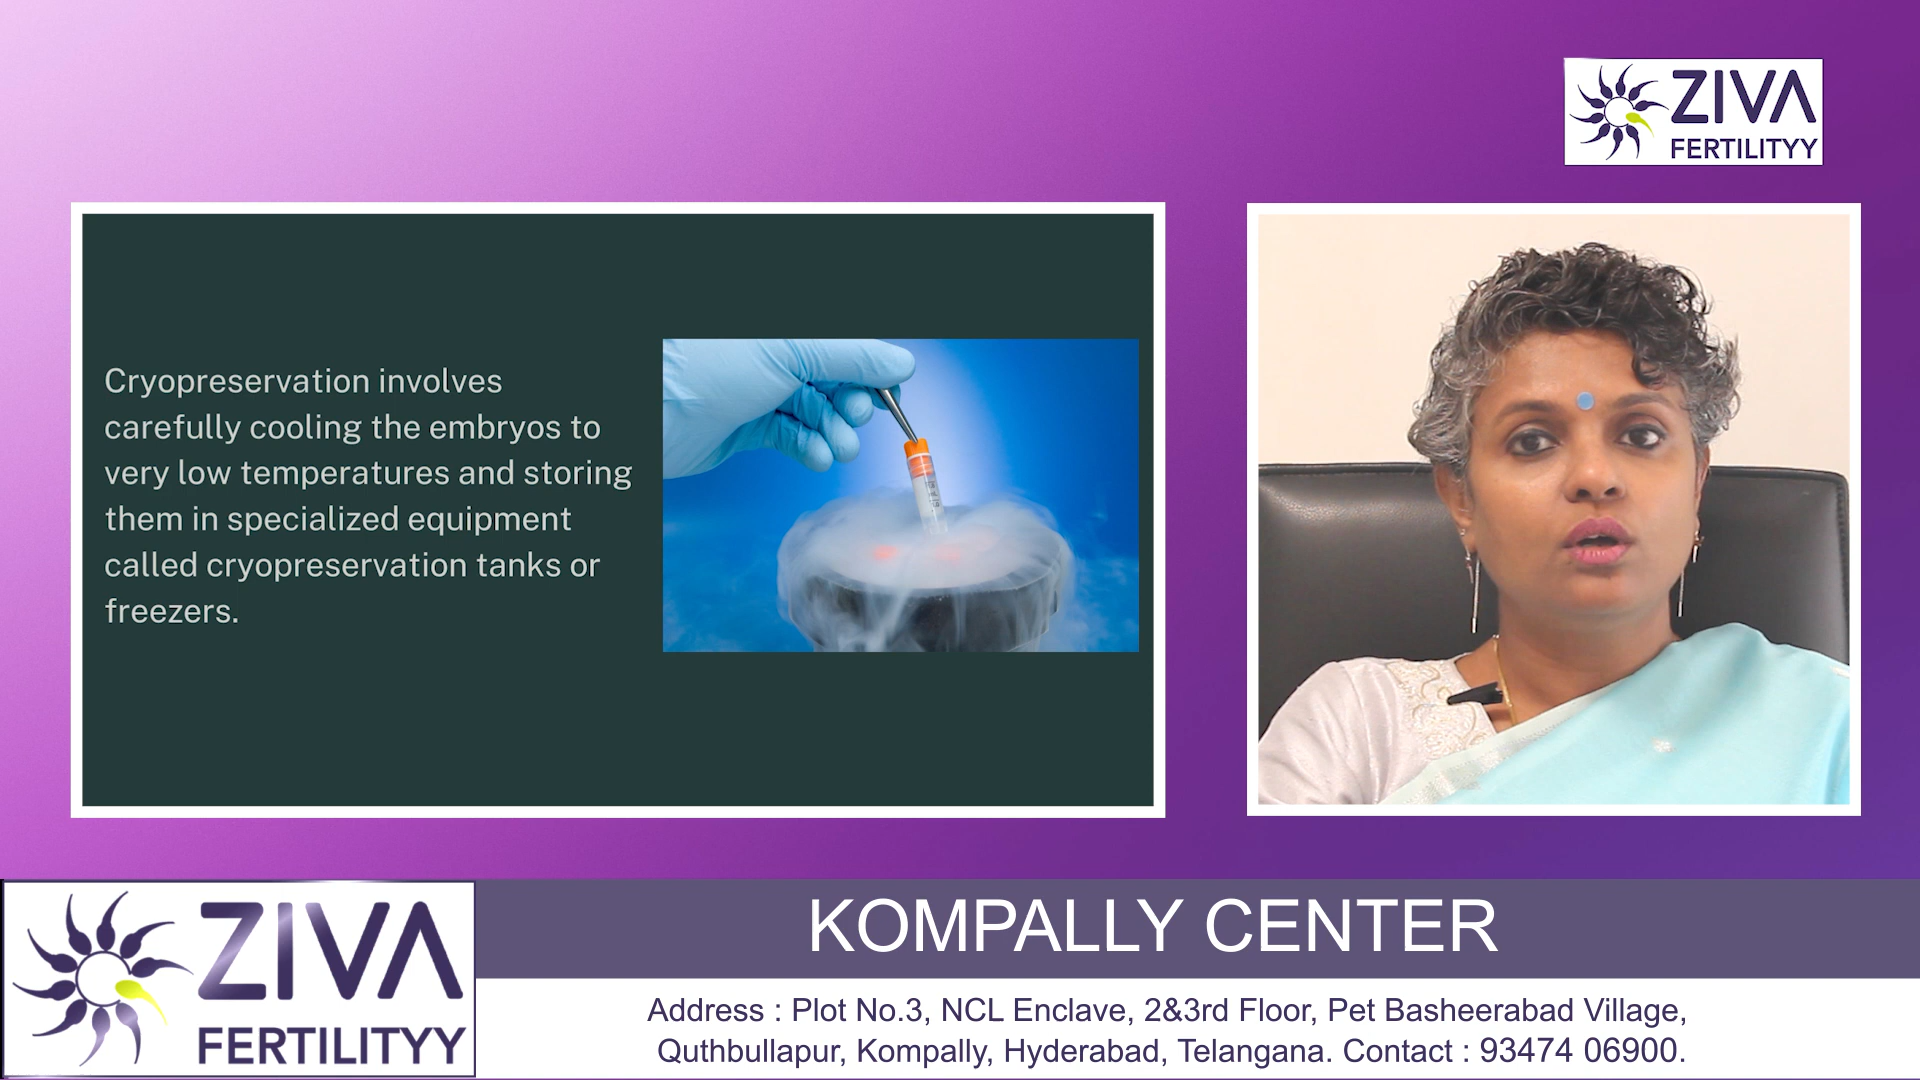 ZIVA
FERTILITYY
Cryopreservation involves
carefully cooling the embryos to
very low temperatures and storing
them in specialized equipment
called cryopreservation tanks or
freezers.
ZIVA
FERTILITYY
KOMPALLY CENTER
Address : Plot No.3, NCL Enclave, 2&3rd Floor, Pet Basheerabad Village,
Quthbullapur, Kompally, Hyderabad, Telangana. Contact : 93474 06900.